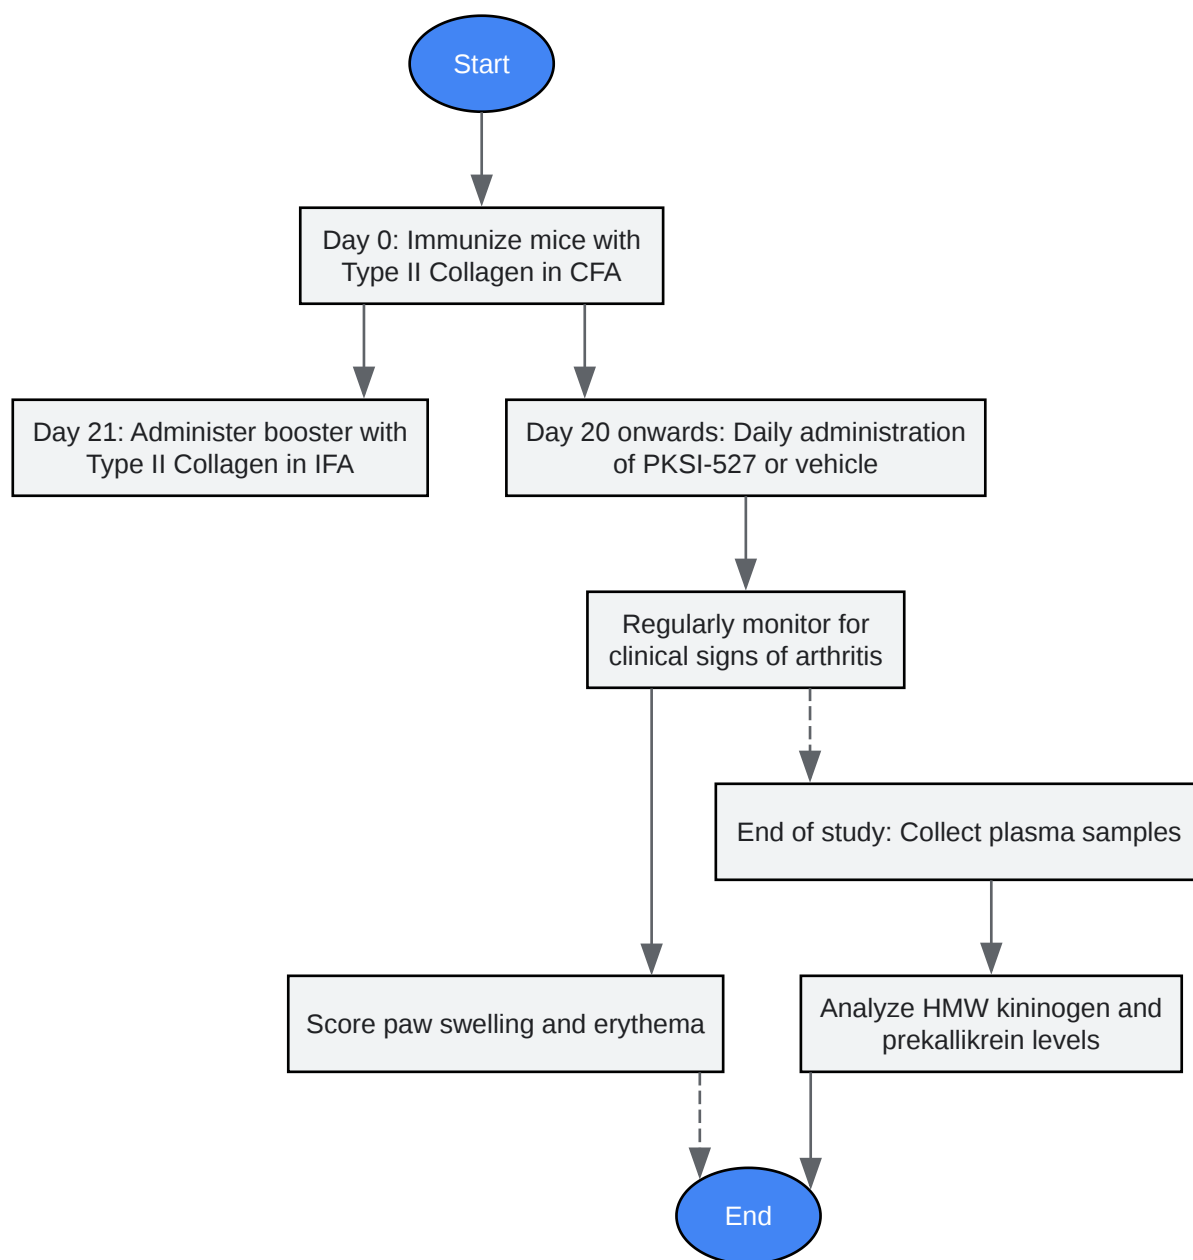 Start
Day 0: Immunize mice with
Type II Collagen in CFA
Day 21: Administer booster with
Type II Collagen in IFA
Day 20 onwards: Daily administration
of PKSI-527 or vehicle
Regularly monitor for
clinical signs of arthritis
End of study: Collect plasma samples
Score paw swelling and erythema
Analyze HMW kininogen and
prekallikrein levels
End